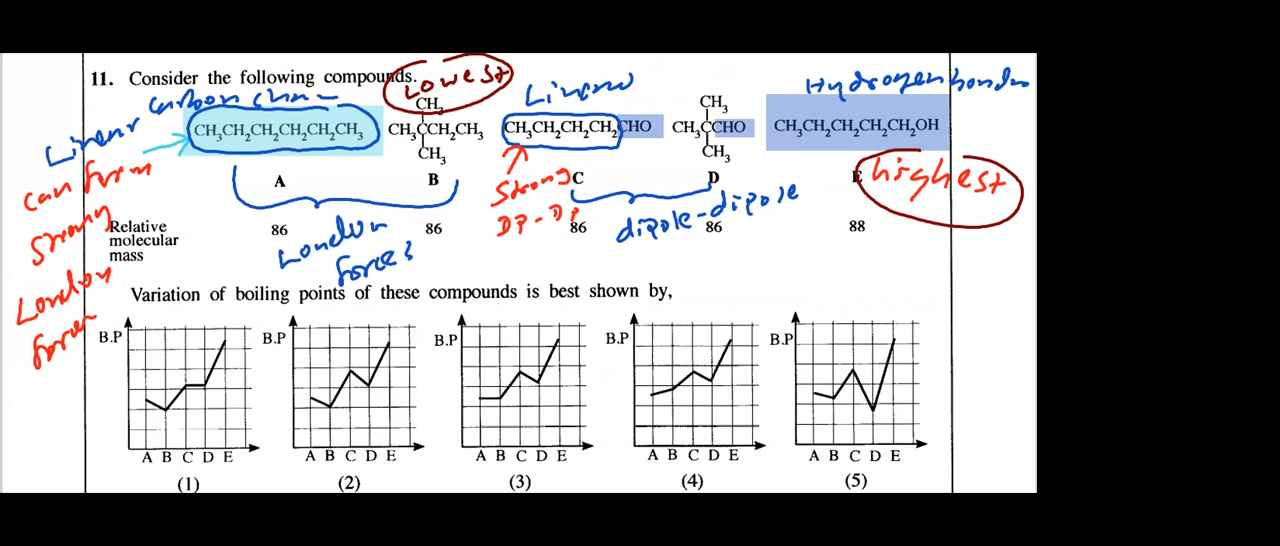 11. Consider the following compounds.
Lowest
Linear
Hydrogen bonds
Linear carbon chain
CH₃ CH₃
CH₃CH₂CH₂CH₂CH₂CH₃ CH₃CCH₂CH₃ CH₃CH₂CH₂CH₂CHO CH₃CCHO CH₃CH₂CH₂CH₂CH₂OH
CH₃ CH₃
A B C D E
can form
strong
London
forces
Strong
DP-DP
highest
dipole-dipole
London
forces
Relative
molecular
mass
86 86 86 86 88
Variation of boiling points of these compounds is best shown by,
B.P B.P B.P B.P B.P
A B C D E A B C D E A B C D E A B C D E A B C D E
(1) (2) (3) (4) (5)